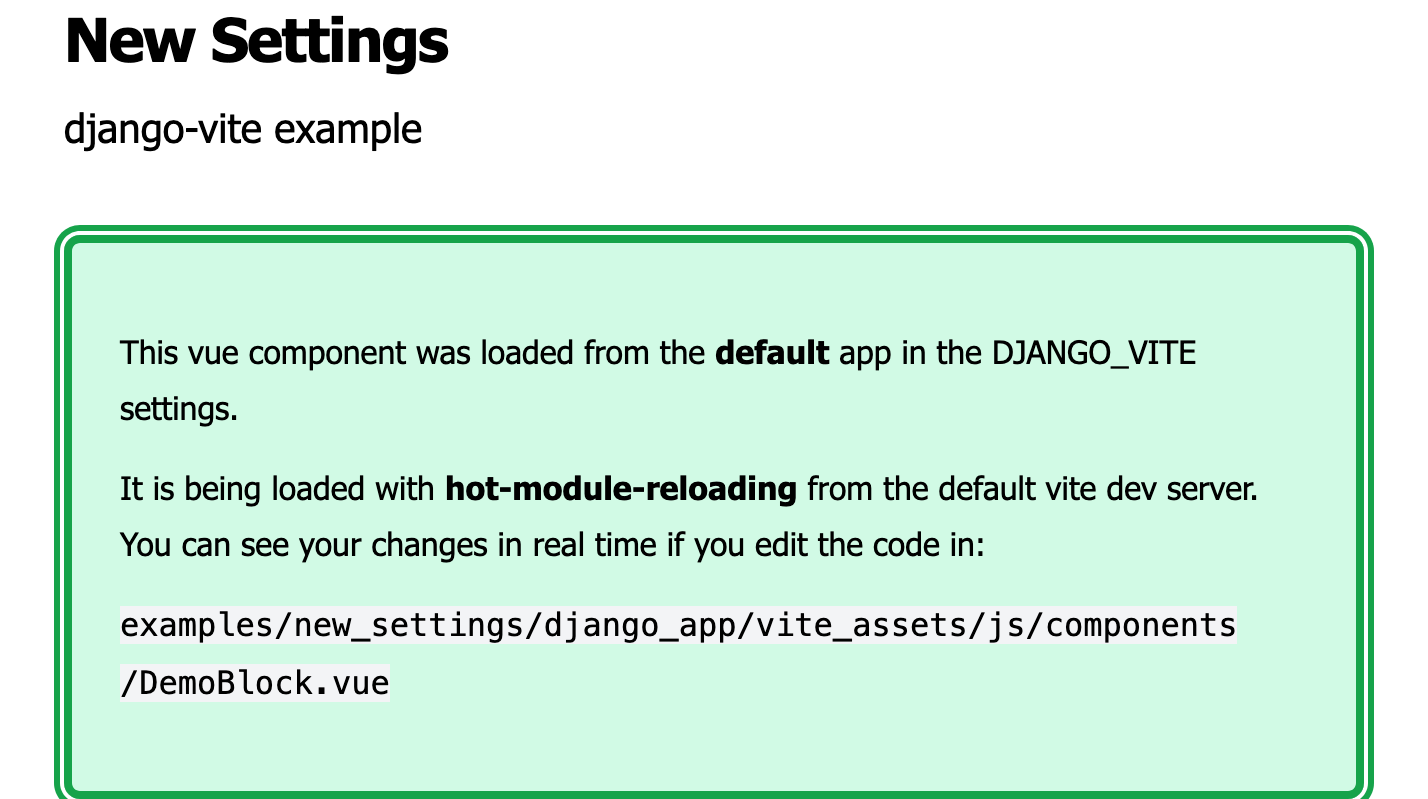 New Settings
django-vite example
This vue component was loaded from the default app in the DJANGO_VITE
settings.
It is being loaded with hot-module-reloading from the default vite dev server.
You can see your changes in real time if you edit the code in:
examples/new_settings/django_app/vite_assets/js/components
/DemoBlock.vue